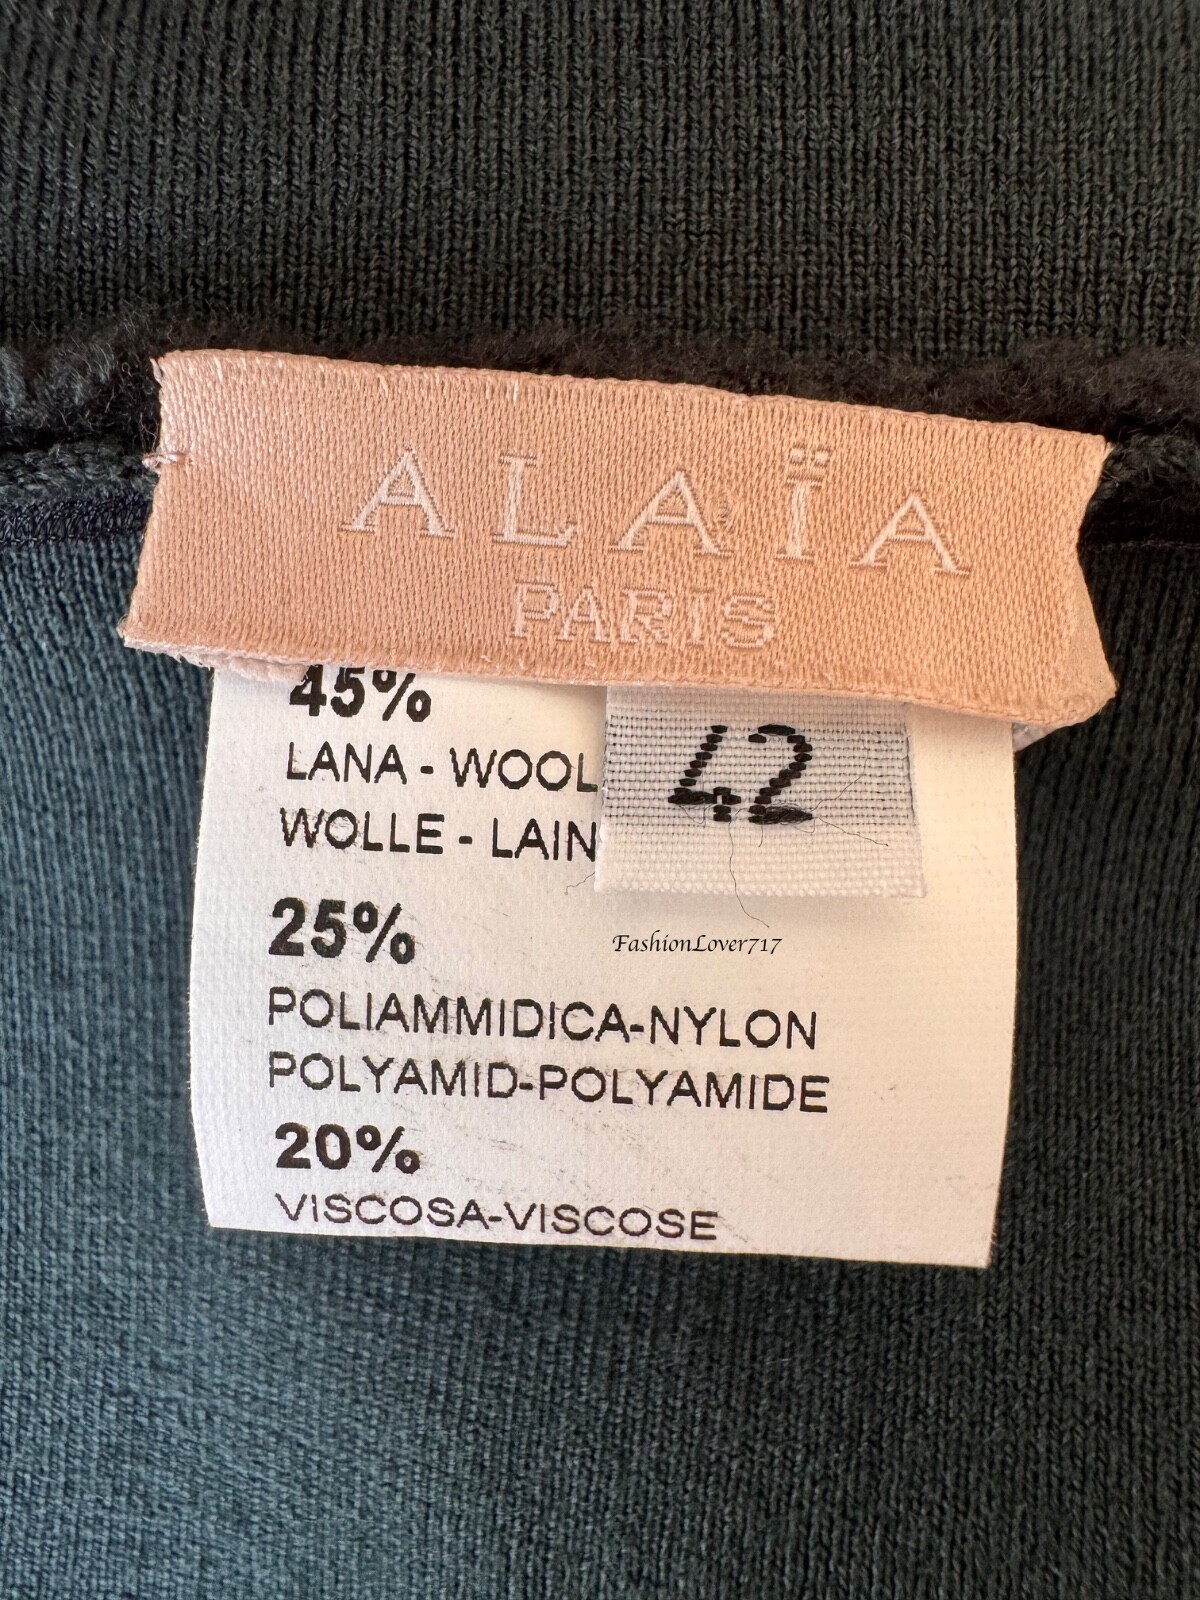 ALAÏA
PARIS
45%
LANA - WOOL
WOLLE - LAIN
42
25%
FashionLover717
POLIAMMIDICA-NYLON
POLYAMID-POLYAMIDE
20%
VISCOSA-VISCOSE